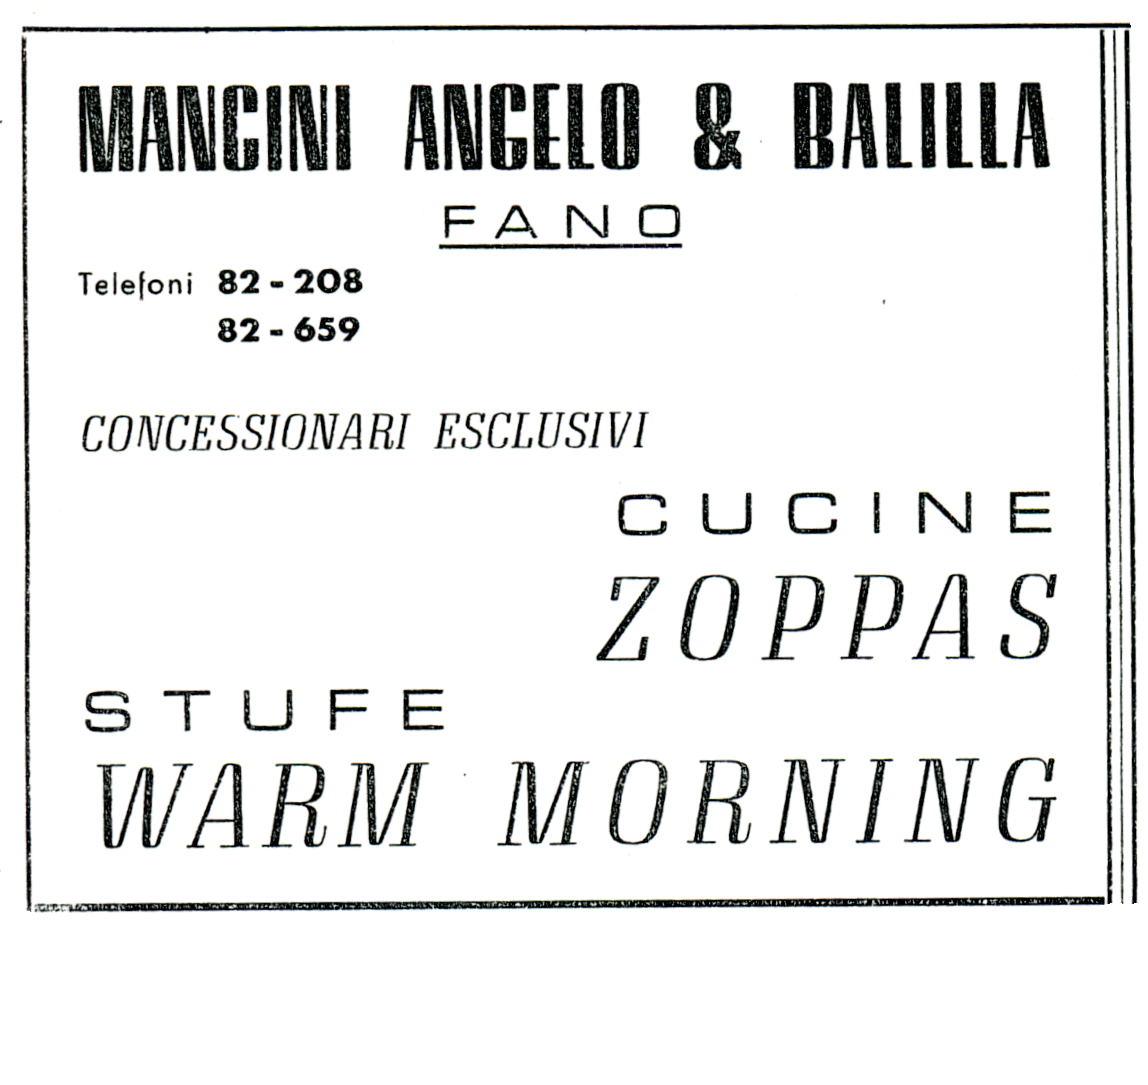 MANCINI ANGELO & BALILLA
FANO
Telefoni 82-208
82-659
CONCESSIONARI ESCLUSIVI
CUCINE
ZOPPAS
STUFE
WARM MORNING